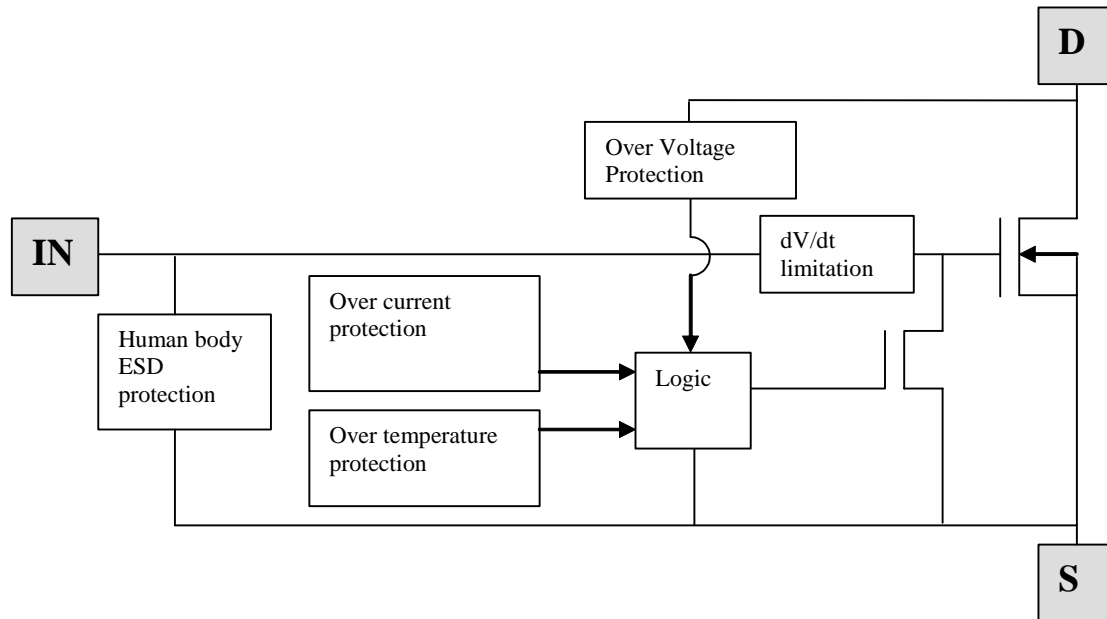 D
Over Voltage
Protection
IN
dV/dt
limitation
Over current
protection
Human body
ESD
protection
Logic
Over temperature
protection
S